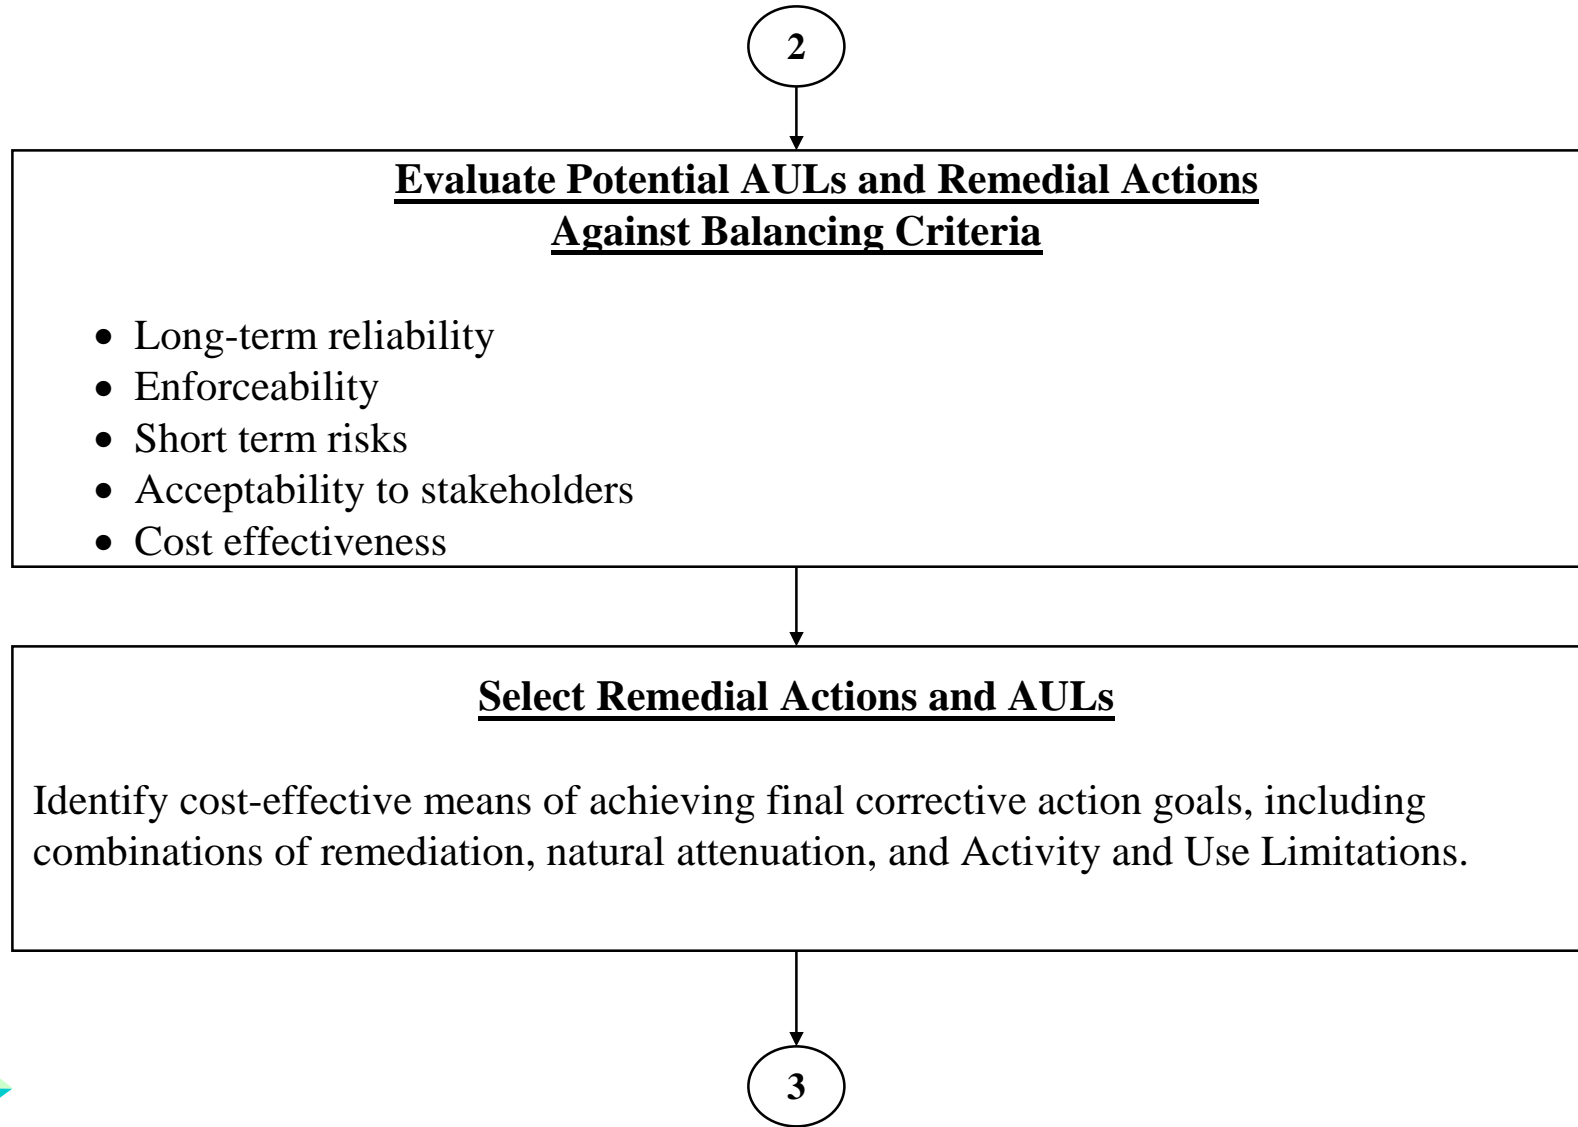 2
Evaluate Potential AULs and Remedial Actions
Against Balancing Criteria
• Long-term reliability
• Enforceability
• Short term risks
• Acceptability to stakeholders
• Cost effectiveness
Select Remedial Actions and AULs
Identify cost-effective means of achieving final corrective action goals, including
combinations of remediation, natural attenuation, and Activity and Use Limitations.
3